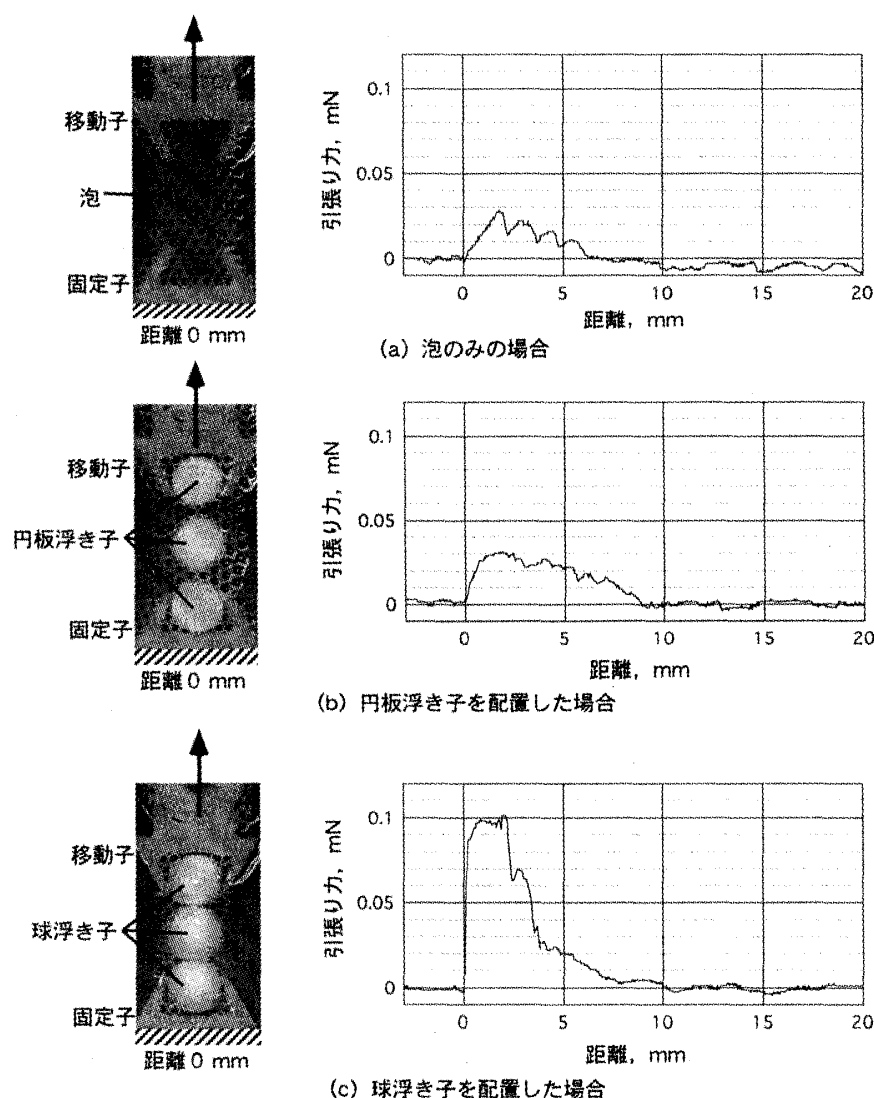 移動子
泡
固定子
距離 0 mm
引張り力, mN
0.1
0.05
0
0 5 10 15 20
距離, mm
(a) 泡のみの場合
移動子
円板浮き子
固定子
距離 0 mm
引張り力, mN
0.1
0.05
0
0 5 10 15 20
距離, mm
(b) 円板浮き子を配置した場合
移動子
球浮き子
固定子
距離 0 mm
引張り力, mN
0.1
0.05
0
0 5 10 15 20
距離, mm
(c) 球浮き子を配置した場合